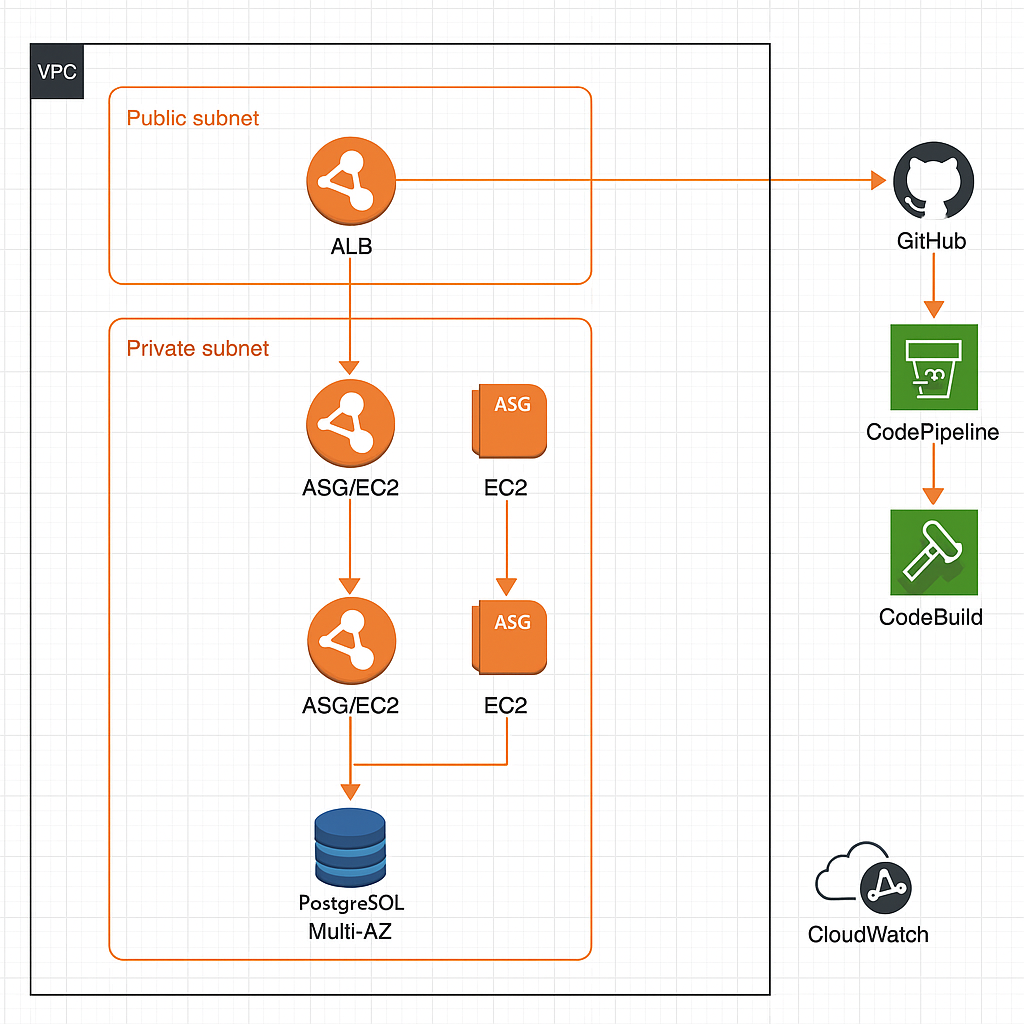 VPC
Public subnet
ALB
GitHub
Private subnet
ASG
ASG/EC2
EC2
CodePipeline
ASG
CodeBuild
ASG/EC2
EC2
PostgreSOL
Multi-AZ
CloudWatch